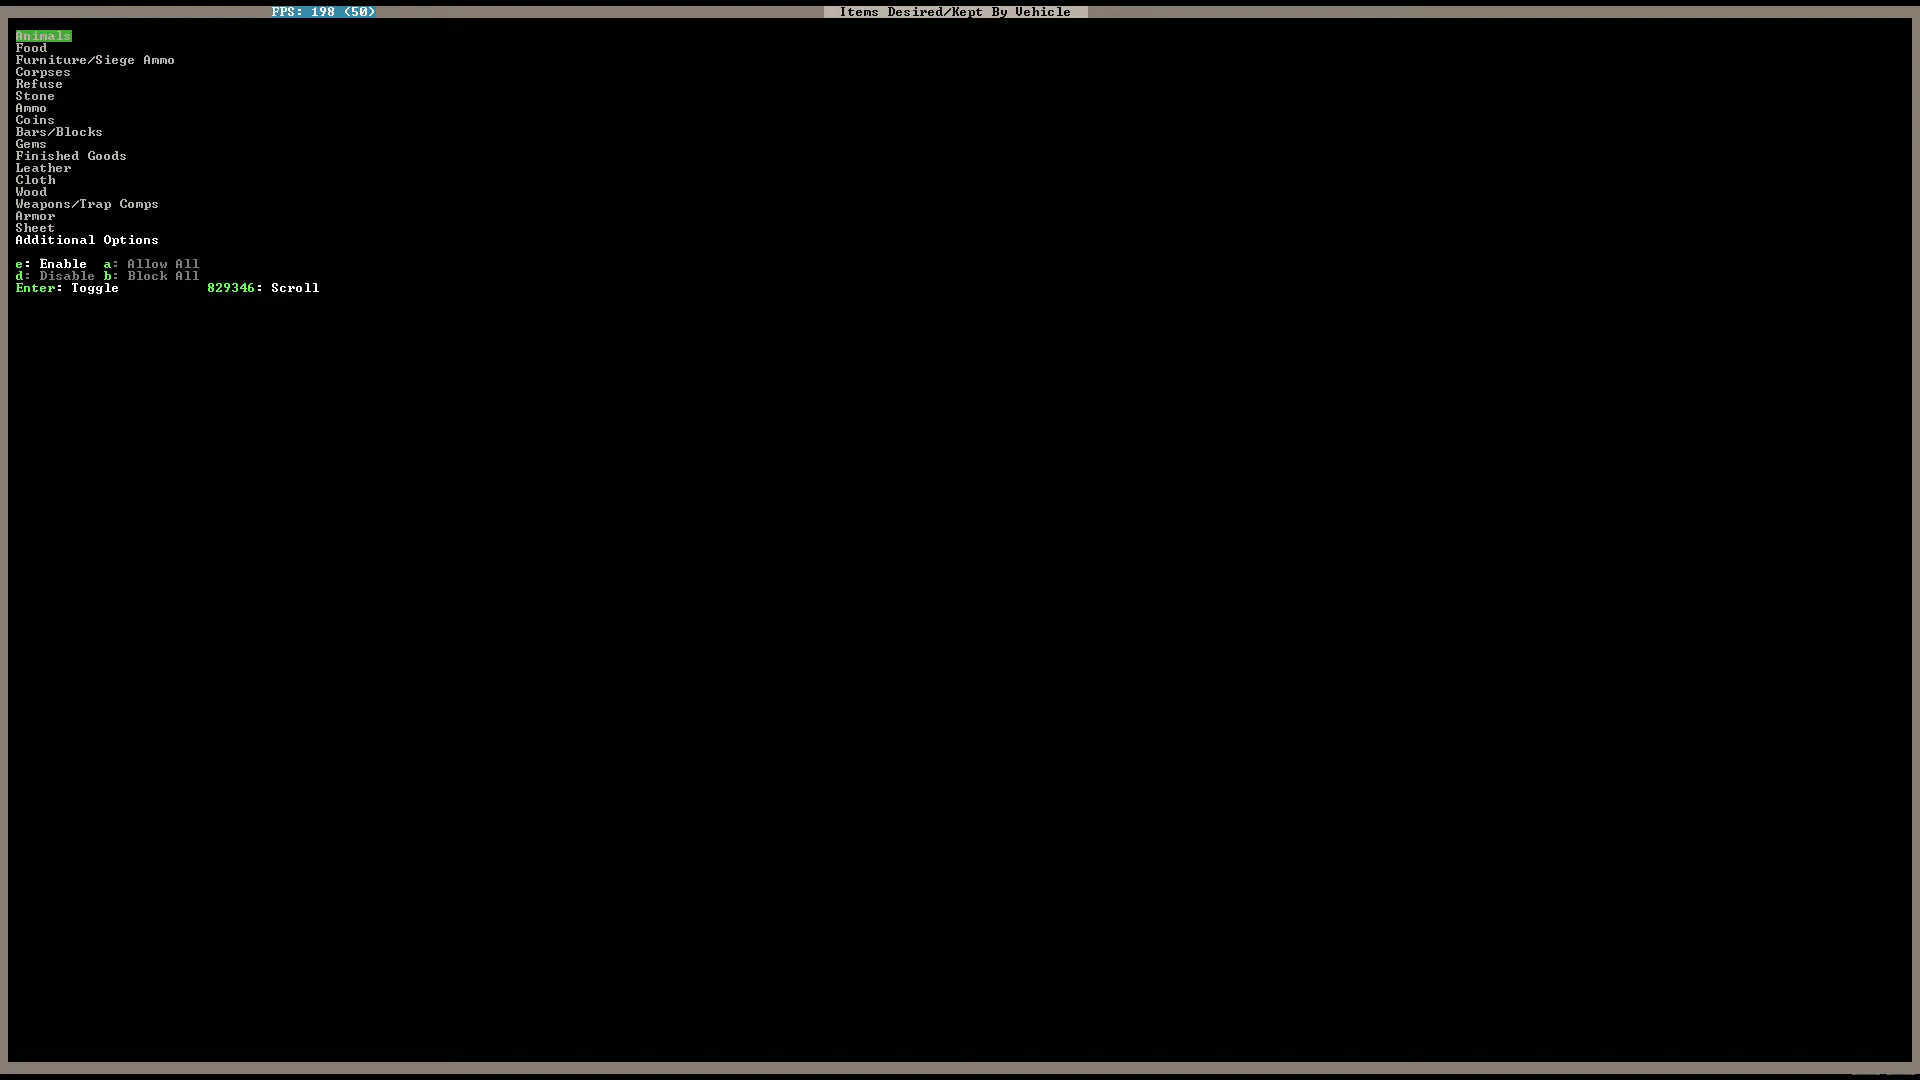 FPS: 198 (50) Items Desired/Kept By Vehicle
Animals
Food
Furniture/Siege Ammo
Corpses
Refuse
Stone
Ammo
Coins
Bars/Blocks
Gems
Finished Goods
Leather
Cloth
Wood
Weapons/Trap Comps
Armor
Sheet
Additional Options
e: Enable a: Allow All
d: Disable b: Block All
Enter: Toggle 829346: Scroll